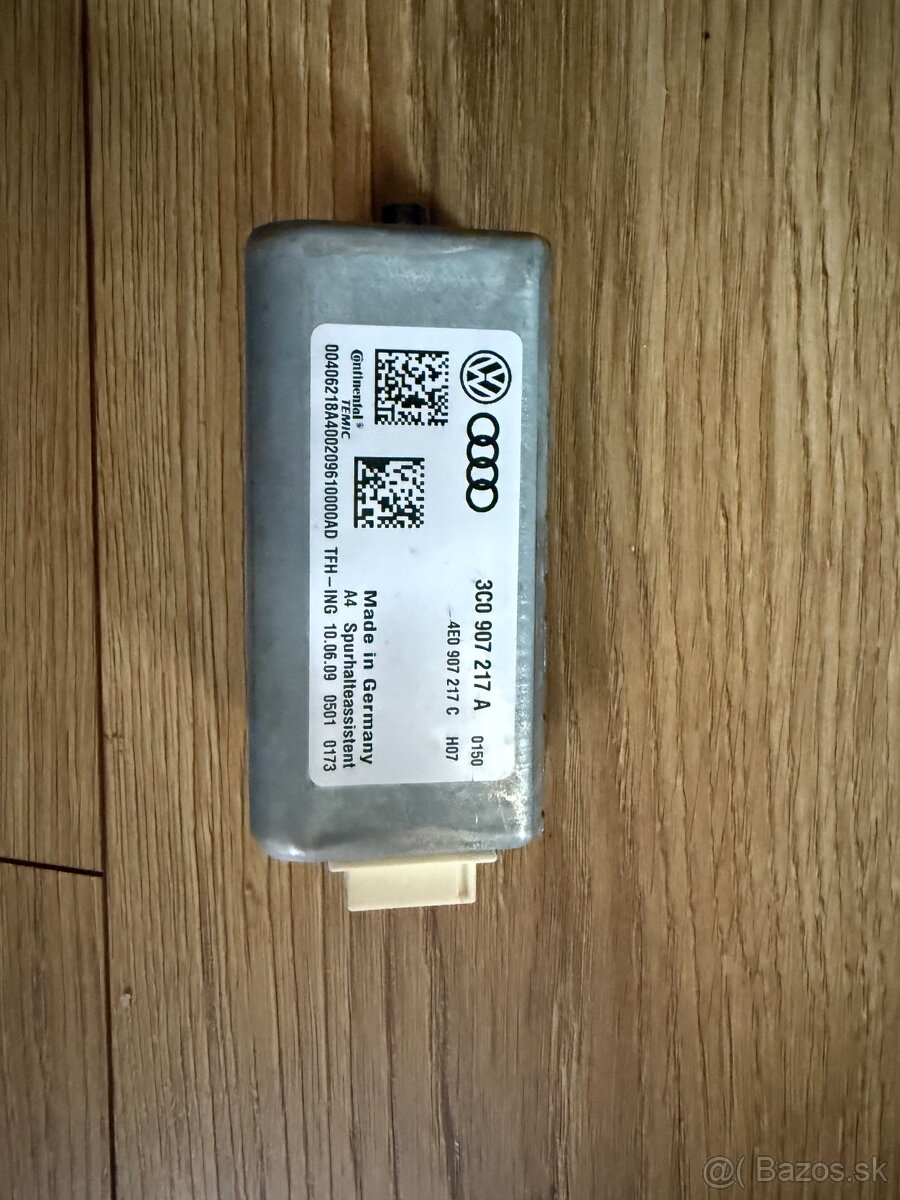 3C0 907 217 A 0150
4E0 907 217 C H07
Made in Germany
A4 Spurhalteassistent
Continental
TEMIC
00406218A400209610000AD TFH-ING 10.06.09 0501 0173
Bazos.sk